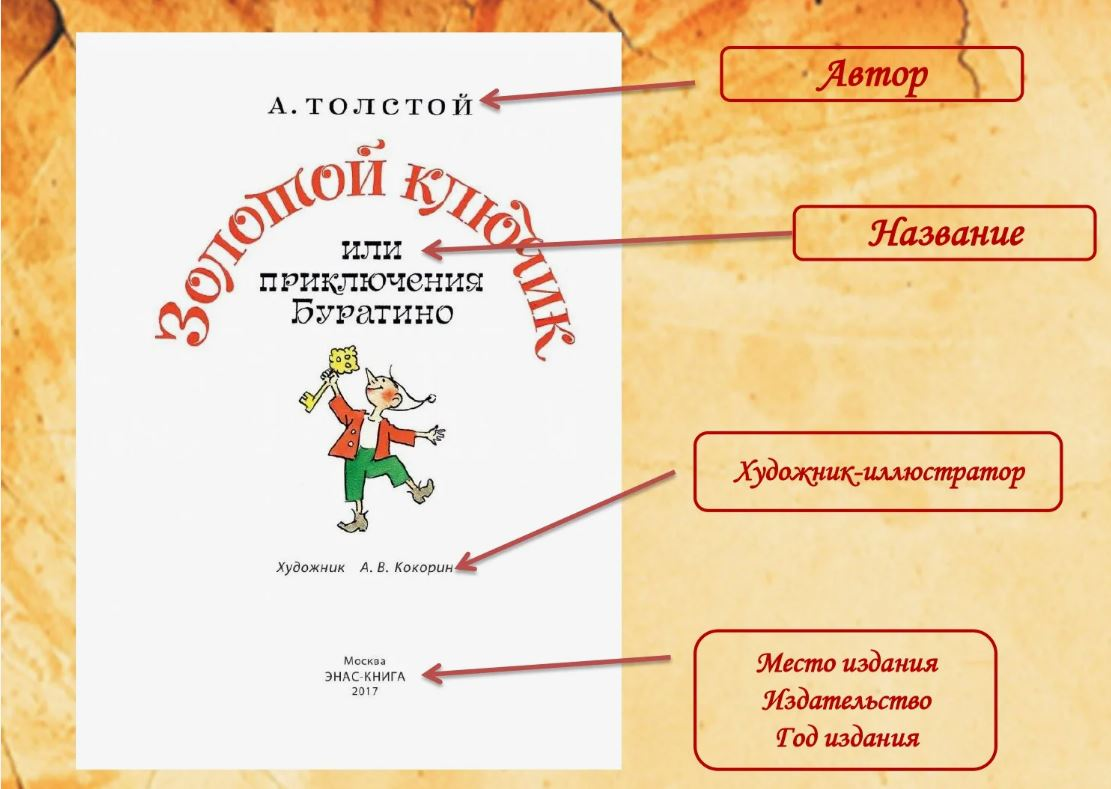 А. ТОЛСТОЙ
Автор
ЗОЛОТОЙ КЛЮЧИК
или
приключения
Буратино
Название
Художник-иллюстратор
Художник А. В. Кокорин
Москва
ЭНАС-КНИГА
2017
Место издания
Издательство
Год издания